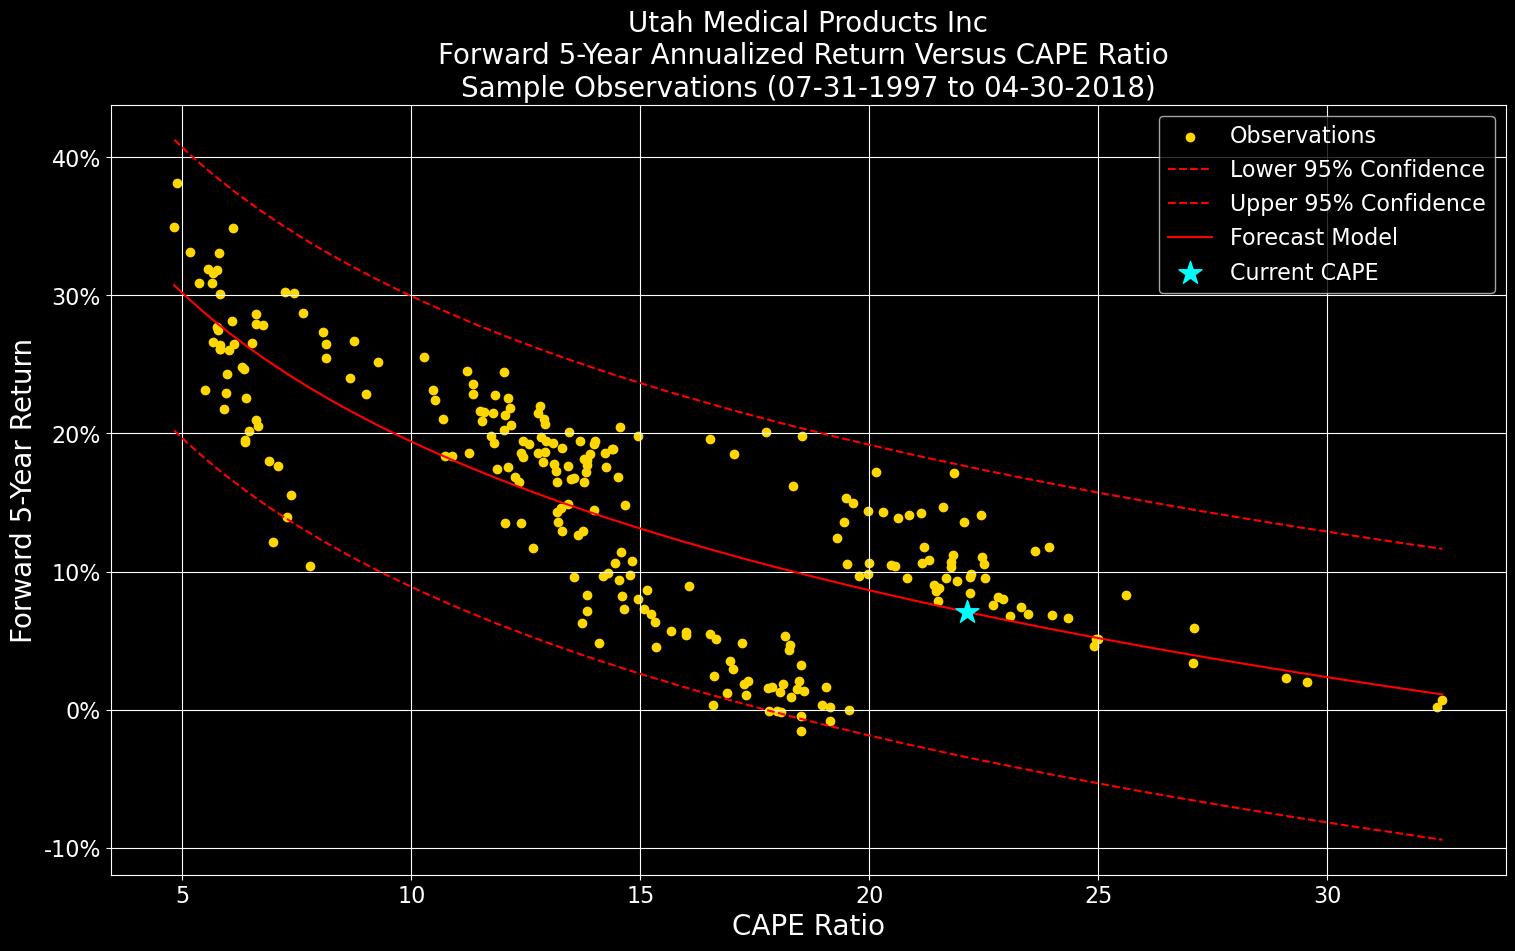 Utah Medical Products Inc
Forward 5-Year Annualized Return Versus CAPE Ratio
Sample Observations (07-31-1997 to 04-30-2018)
Observations
Lower 95% Confidence
Upper 95% Confidence
Forecast Model
Current CAPE
Forward 5-Year Return
40%
30%
20%
10%
0%
-10%
5 10 15 20 25 30
CAPE Ratio